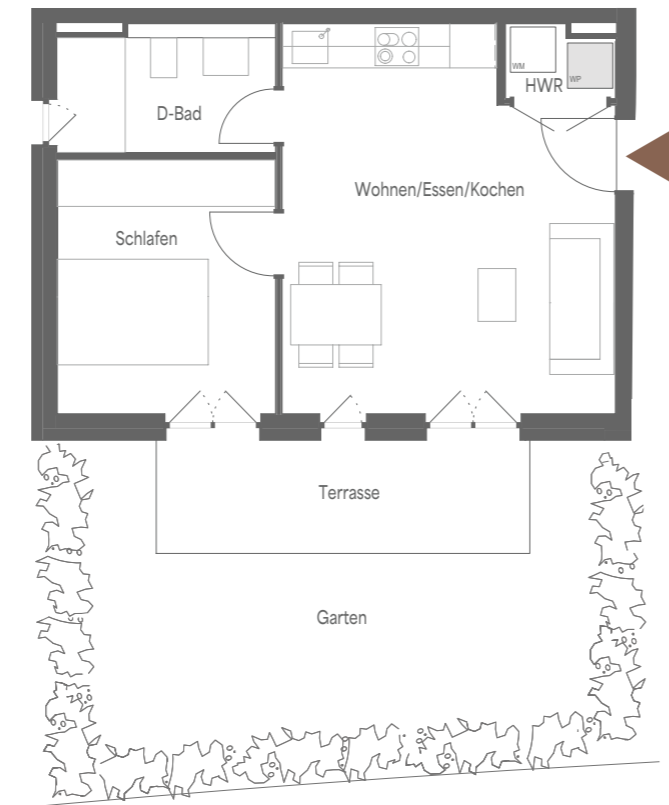 WM
WP
HWR
D-Bad
Wohnen/Essen/Kochen
Schlafen
Terrasse
Garten